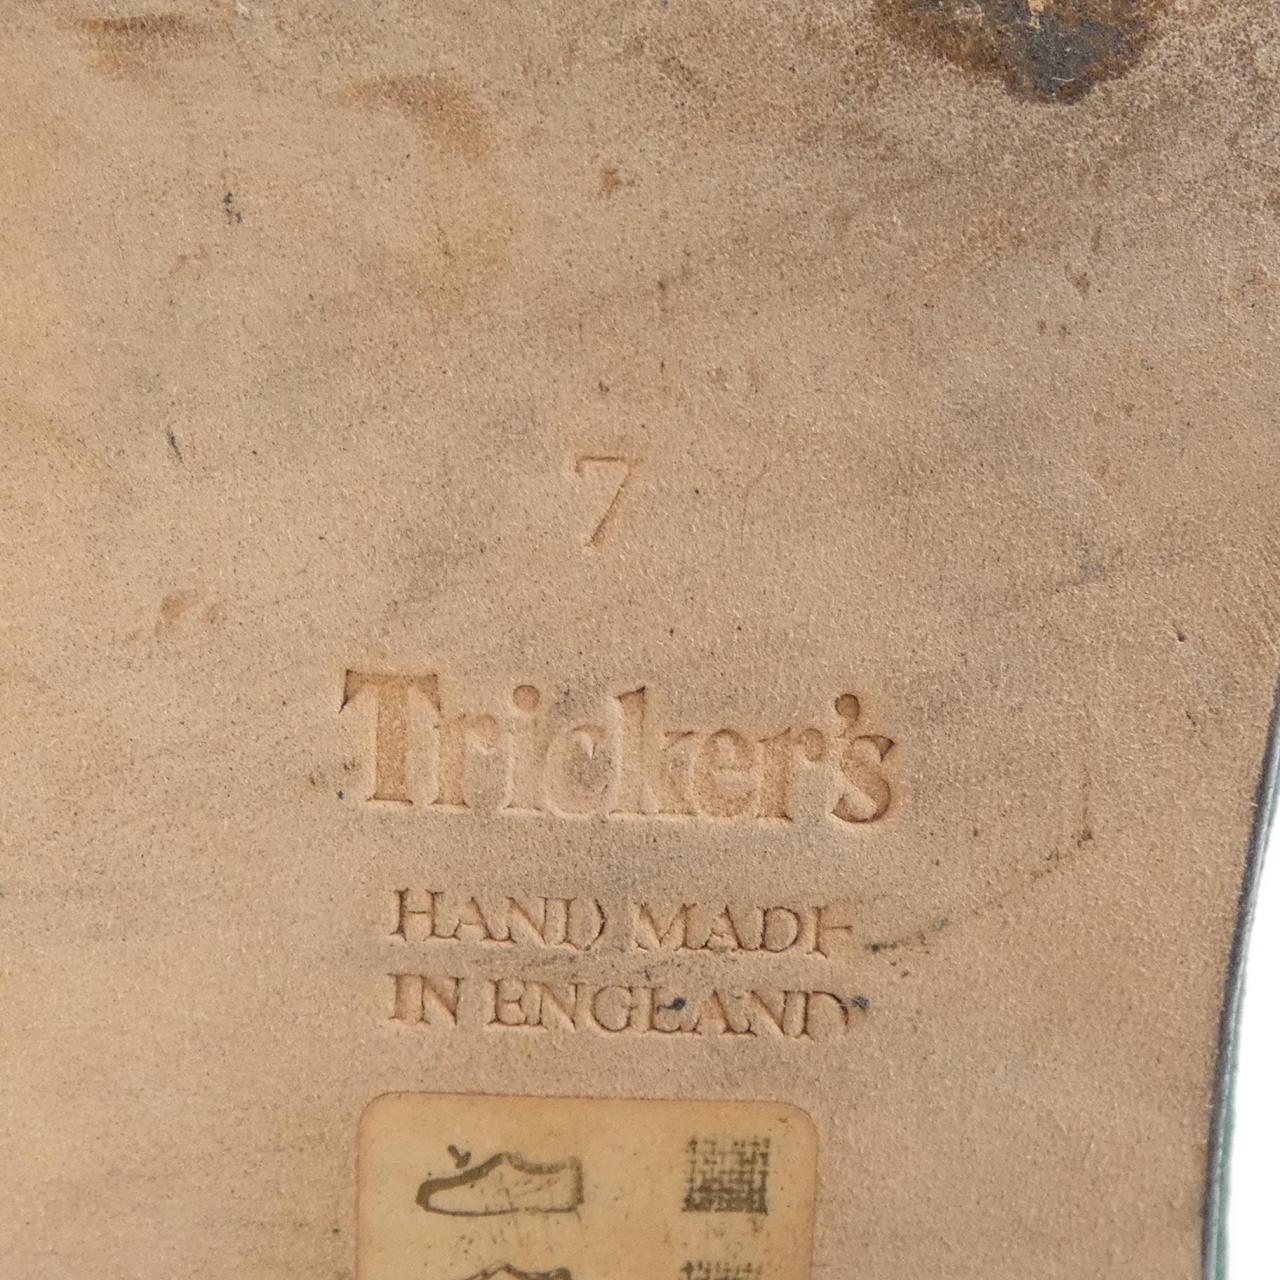 7
Tricker's
HAND MADE
IN ENGLAND